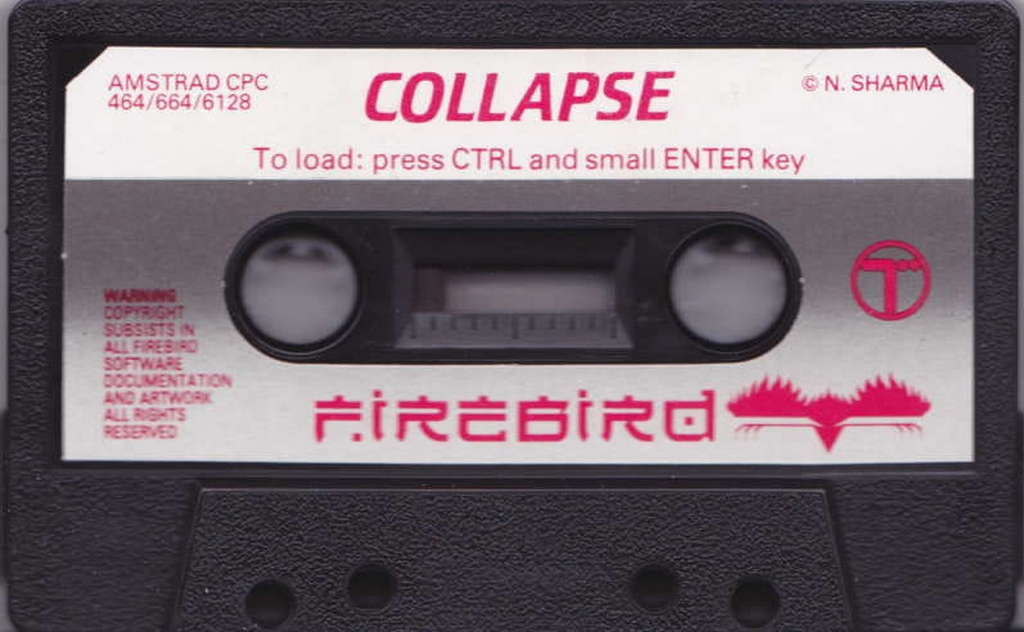 AMSTRAD CPC
464/664/6128
COLLAPSE
© N. SHARMA
To load: press CTRL and small ENTER key
WARNING
COPYRIGHT
SUBSISTS IN
ALL FIREBIRD
SOFTWARE
DOCUMENTATION
AND ARTWORK
ALL RIGHTS
RESERVED
FIREBIRD
T